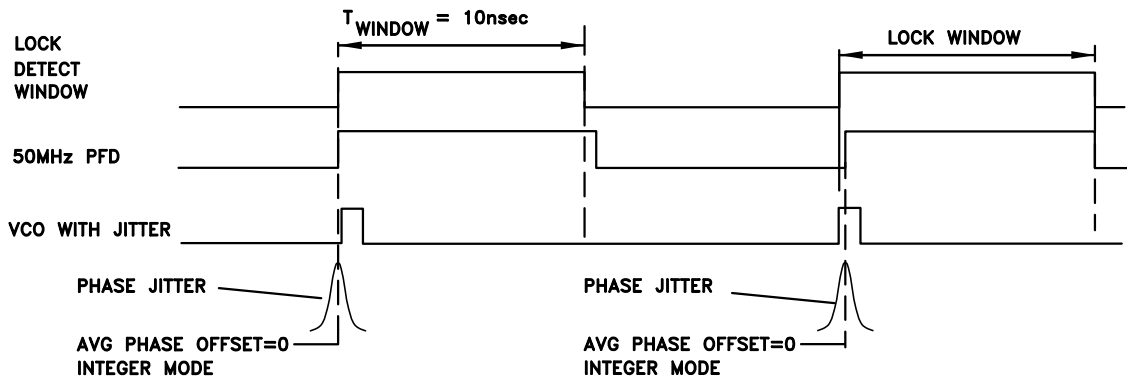 T WINDOW = 10nsec
LOCK WINDOW
LOCK
DETECT
WINDOW
50MHz PFD
VCO WITH JITTER
PHASE JITTER
PHASE JITTER
AVG PHASE OFFSET=0
INTEGER MODE
AVG PHASE OFFSET=0
INTEGER MODE